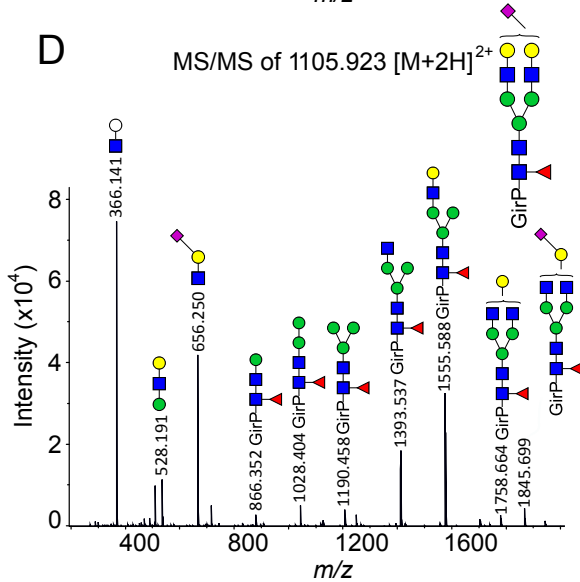 m/z
D
MS/MS of 1105.923 [M+2H]2+
GirP
366.141
528.191
656.250
866.352 GirP
1028.404 GirP
1190.458 GirP
1393.537 GirP
1555.588 GirP
1758.664 GirP
1845.699
GirP
Intensity (x10⁴)
8
6
4
2
0
400 800 1200 1600
m/z